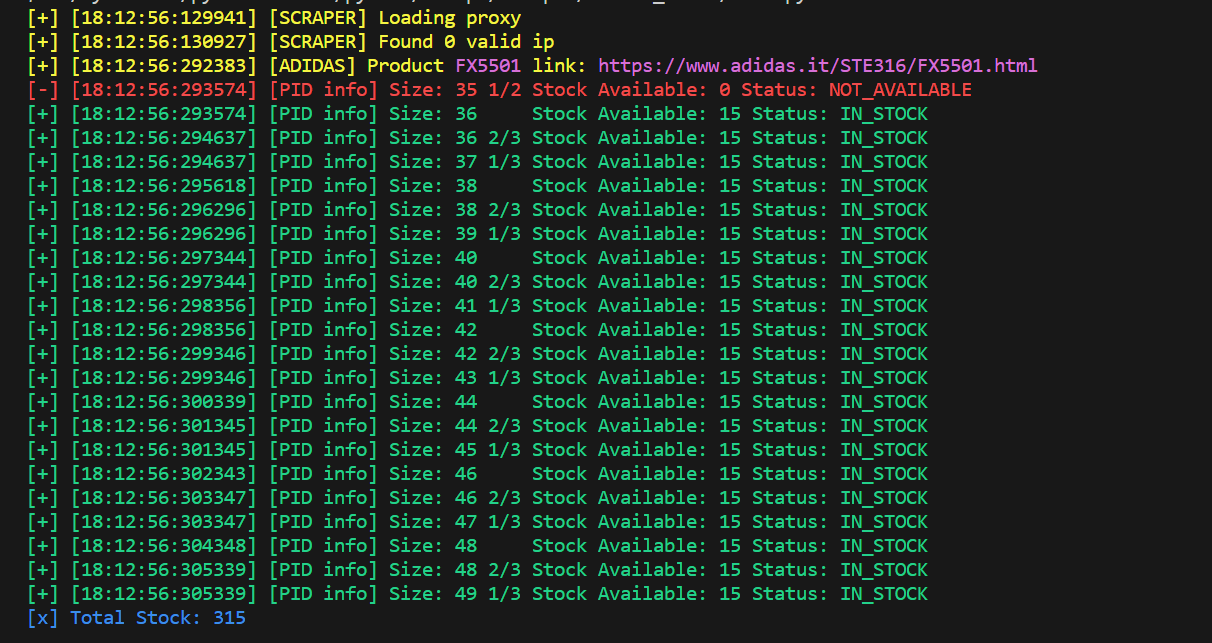 [+] [18:12:56:129941] [SCRAPER] Loading proxy
[+] [18:12:56:130927] [SCRAPER] Found 0 valid ip
[+] [18:12:56:292383] [ADIDAS] Product FX5501 link: https://www.adidas.it/STE316/FX5501.html
[-] [18:12:56:293574] [PID info] Size: 35 1/2 Stock Available: 0 Status: NOT_AVAILABLE
[+] [18:12:56:293574] [PID info] Size: 36     Stock Available: 15 Status: IN_STOCK
[+] [18:12:56:294637] [PID info] Size: 36 2/3 Stock Available: 15 Status: IN_STOCK
[+] [18:12:56:294637] [PID info] Size: 37 1/3 Stock Available: 15 Status: IN_STOCK
[+] [18:12:56:295618] [PID info] Size: 38     Stock Available: 15 Status: IN_STOCK
[+] [18:12:56:296296] [PID info] Size: 38 2/3 Stock Available: 15 Status: IN_STOCK
[+] [18:12:56:296296] [PID info] Size: 39 1/3 Stock Available: 15 Status: IN_STOCK
[+] [18:12:56:297344] [PID info] Size: 40     Stock Available: 15 Status: IN_STOCK
[+] [18:12:56:297344] [PID info] Size: 40 2/3 Stock Available: 15 Status: IN_STOCK
[+] [18:12:56:298356] [PID info] Size: 41 1/3 Stock Available: 15 Status: IN_STOCK
[+] [18:12:56:298356] [PID info] Size: 42     Stock Available: 15 Status: IN_STOCK
[+] [18:12:56:299346] [PID info] Size: 42 2/3 Stock Available: 15 Status: IN_STOCK
[+] [18:12:56:299346] [PID info] Size: 43 1/3 Stock Available: 15 Status: IN_STOCK
[+] [18:12:56:300339] [PID info] Size: 44     Stock Available: 15 Status: IN_STOCK
[+] [18:12:56:301345] [PID info] Size: 44 2/3 Stock Available: 15 Status: IN_STOCK
[+] [18:12:56:301345] [PID info] Size: 45 1/3 Stock Available: 15 Status: IN_STOCK
[+] [18:12:56:302343] [PID info] Size: 46     Stock Available: 15 Status: IN_STOCK
[+] [18:12:56:303347] [PID info] Size: 46 2/3 Stock Available: 15 Status: IN_STOCK
[+] [18:12:56:303347] [PID info] Size: 47 1/3 Stock Available: 15 Status: IN_STOCK
[+] [18:12:56:304348] [PID info] Size: 48     Stock Available: 15 Status: IN_STOCK
[+] [18:12:56:305339] [PID info] Size: 48 2/3 Stock Available: 15 Status: IN_STOCK
[+] [18:12:56:305339] [PID info] Size: 49 1/3 Stock Available: 15 Status: IN_STOCK
[x] Total Stock: 315